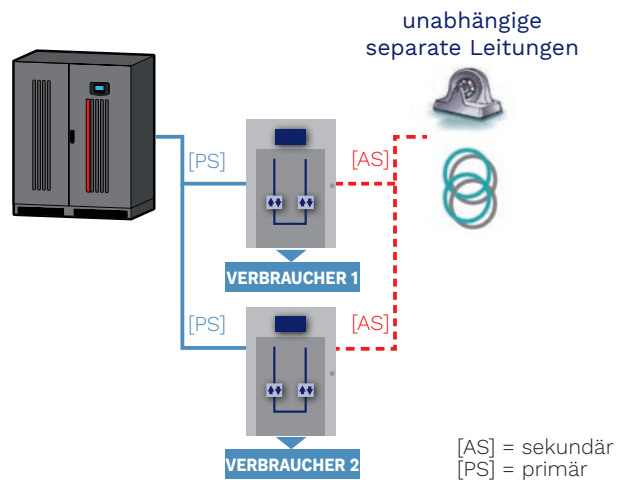 unabhängige
separate Leitungen
[PS]
[AS]
VERBRAUCHER 1
[PS]
[AS]
VERBRAUCHER 2
[AS] = sekundär
[PS] = primär